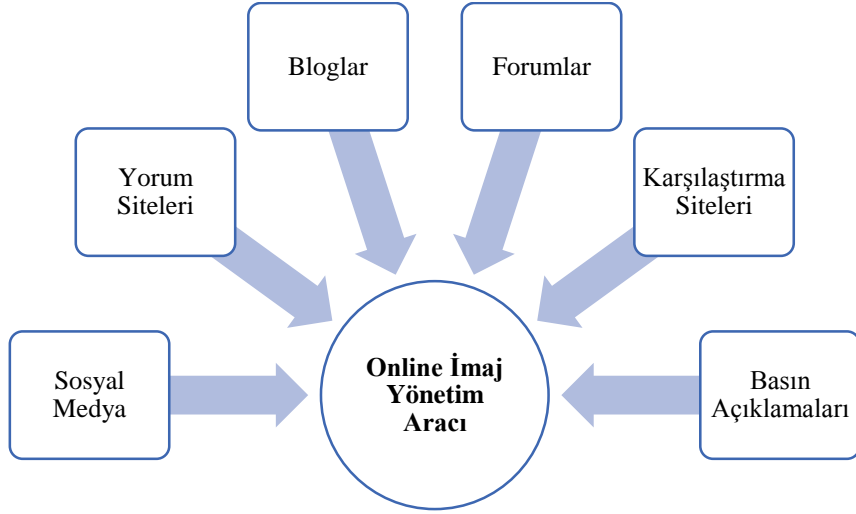 Bloglar
Forumlar
Yorum
Siteleri
Karşılaştırma
Siteleri
Sosyal
Medya
Online İmaj
Yönetim
Aracı
Basın
Açıklamaları